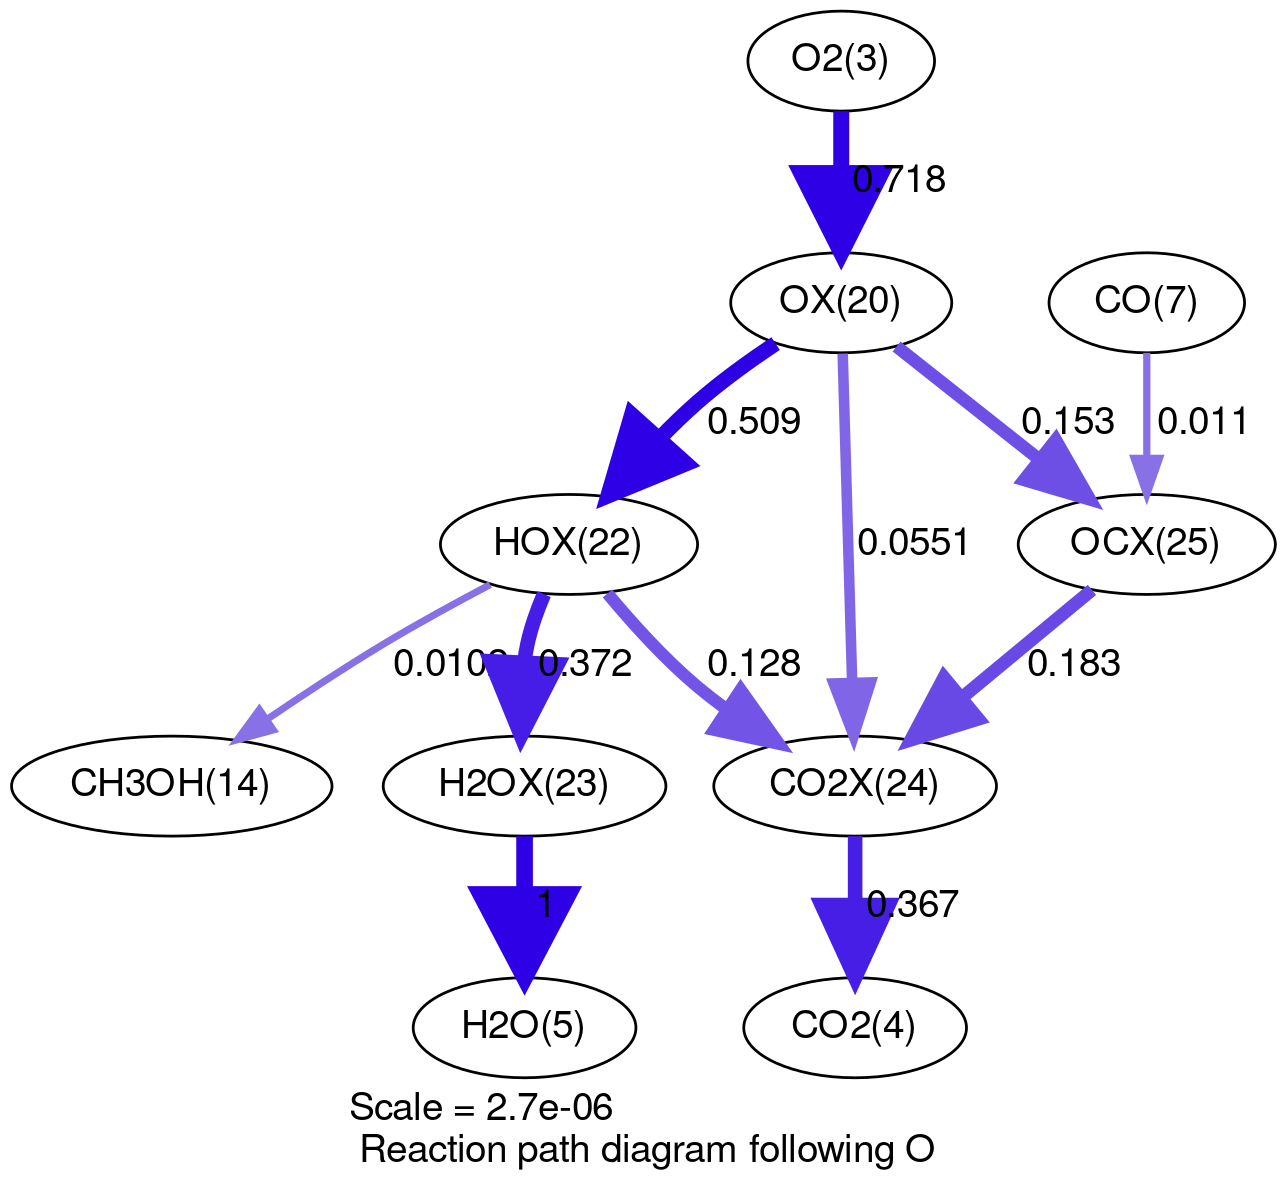 O2(3)
0.718
OX(20)
CO(7)
0.509
0.153
0.011
HOX(22)
0.0551
OCX(25)
0.372
0.128
0.183
CH3OH(14)
H2OX(23)
CO2X(24)
1
0.367
H2O(5)
CO2(4)
Scale = 2.7e-06
Reaction path diagram following O